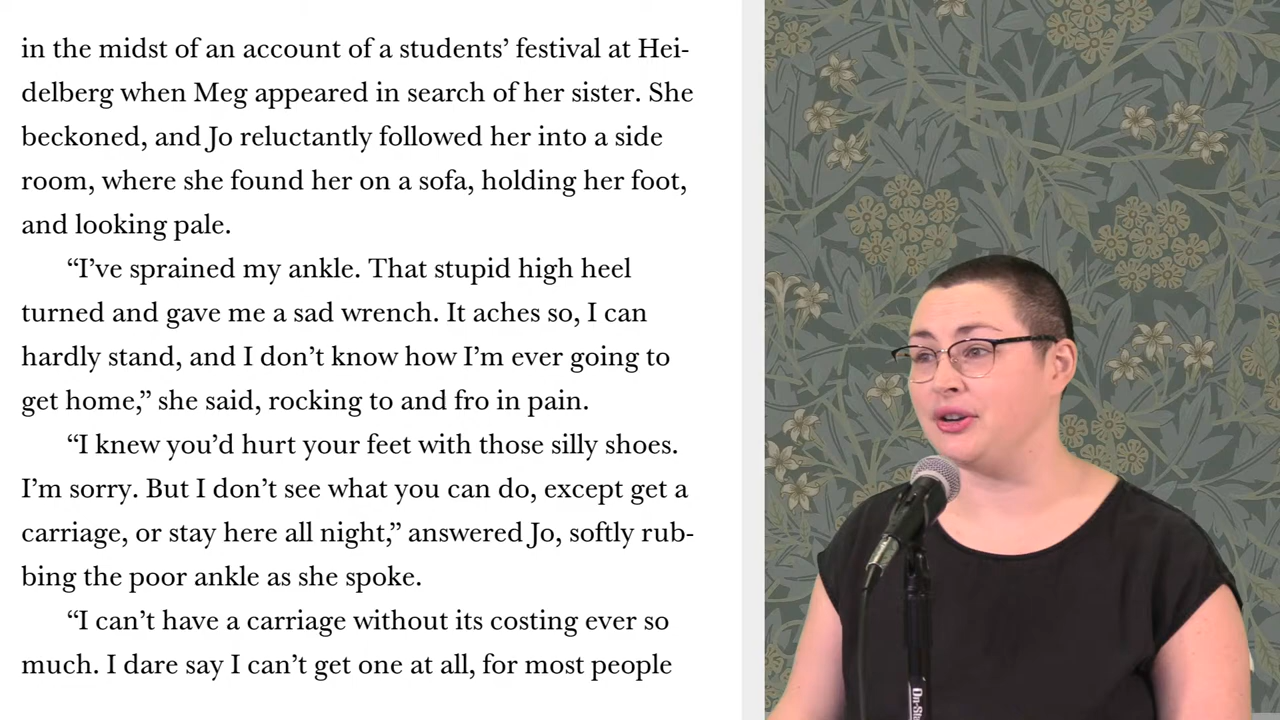 in the midst of an account of a students’ festival at Hei-
delberg when Meg appeared in search of her sister. She
beckoned, and Jo reluctantly followed her into a side
room, where she found her on a sofa, holding her foot,
and looking pale.
“I’ve sprained my ankle. That stupid high heel
turned and gave me a sad wrench. It aches so, I can
hardly stand, and I don’t know how I’m ever going to
get home,” she said, rocking to and fro in pain.
“I knew you’d hurt your feet with those silly shoes.
I’m sorry. But I don’t see what you can do, except get a
carriage, or stay here all night,” answered Jo, softly rub-
bing the poor ankle as she spoke.
“I can’t have a carriage without its costing ever so
much. I dare say I can’t get one at all, for most people